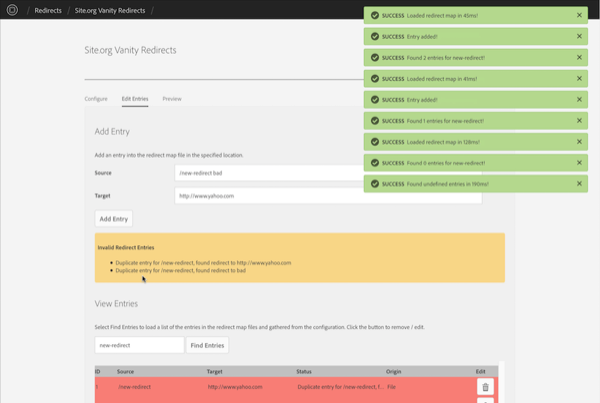 Redirects / Site.org Vanity Redirects /
SUCCESS Loaded redirect map in 45ms!
SUCCESS Entry added!
SUCCESS Found 2 entries for new-redirect!
SUCCESS Loaded redirect map in 41ms!
SUCCESS Entry added!
SUCCESS Found 1 entries for new-redirect!
SUCCESS Loaded redirect map in 128ms!
SUCCESS Found 0 entries for new-redirect!
SUCCESS Found undefined entries in 190ms!
Site.org Vanity Redirects
Configure Edit Entries Preview
Add Entry
Add an entry into the redirect map file in the specified location.
Source /new-redirect bad
Target http://www.yahoo.com
Add Entry
Invalid Redirect Entries
Duplicate entry for /new-redirect, found redirect to http://www.yahoo.com
Duplicate entry for /new-redirect, found redirect to bad
View Entries
Select Find Entries to load a list of the entries in the redirect map files and gathered from the configuration. Click the button to remove / edit.
new-redirect Find Entries
ID Source Target Status Origin Edit
/new-redirect http://www.yahoo.com Duplicate entry for /new-redirect, f... File